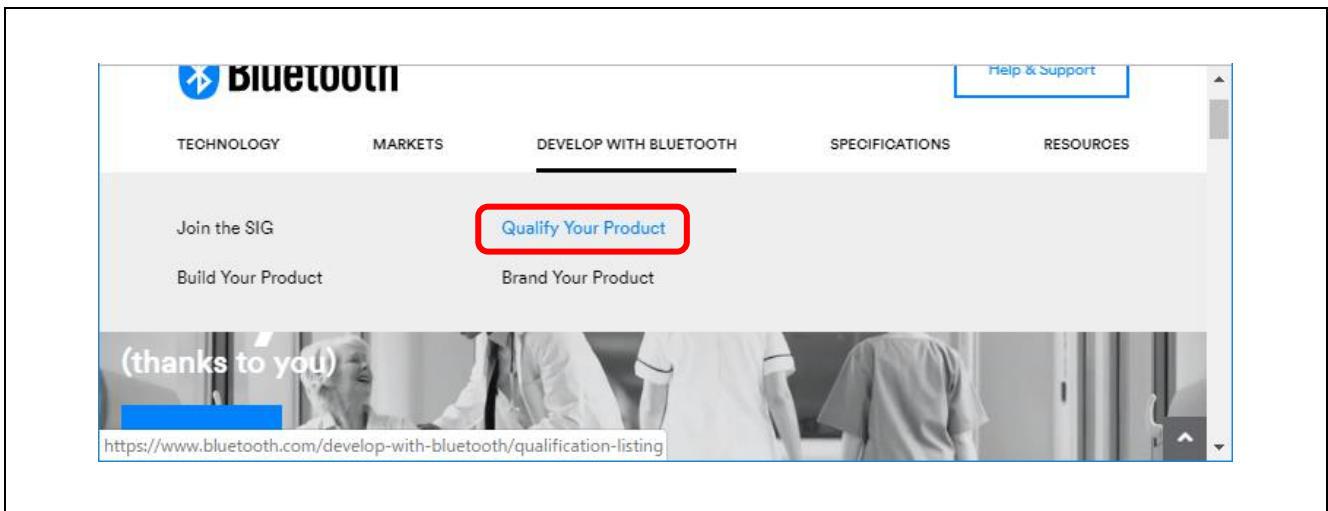 Bluetooth
Help & Support
TECHNOLOGY MARKETS DEVELOP WITH BLUETOOTH SPECIFICATIONS RESOURCES
Join the SIG Qualify Your Product
Build Your Product Brand Your Product
(thanks to you)
https://www.bluetooth.com/develop-with-bluetooth/qualification-listing